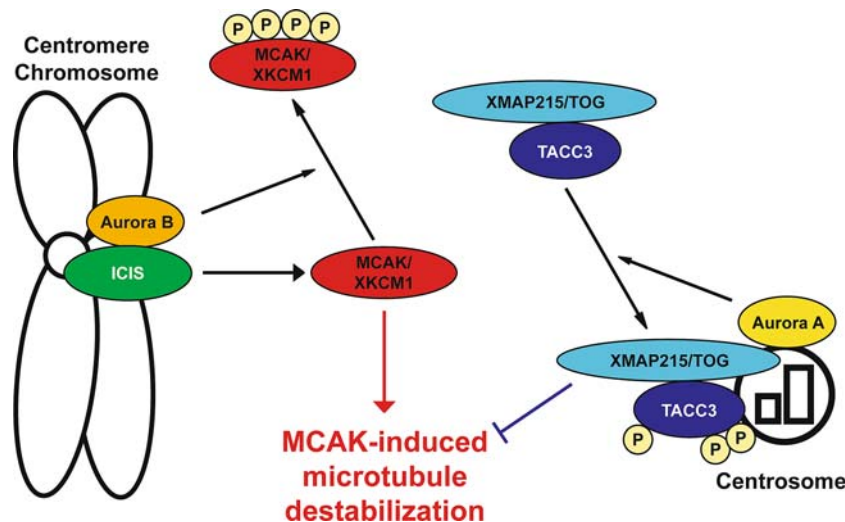 Centromere
Chromosome
P P P P
MCAK/
XKCM1
XMAP215/TOG
TACC3
Aurora B
ICIS
MCAK/
XKCM1
Aurora A
XMAP215/TOG
TACC3
P
P
P
MCAK-induced
microtubule
destabilization
Centrosome